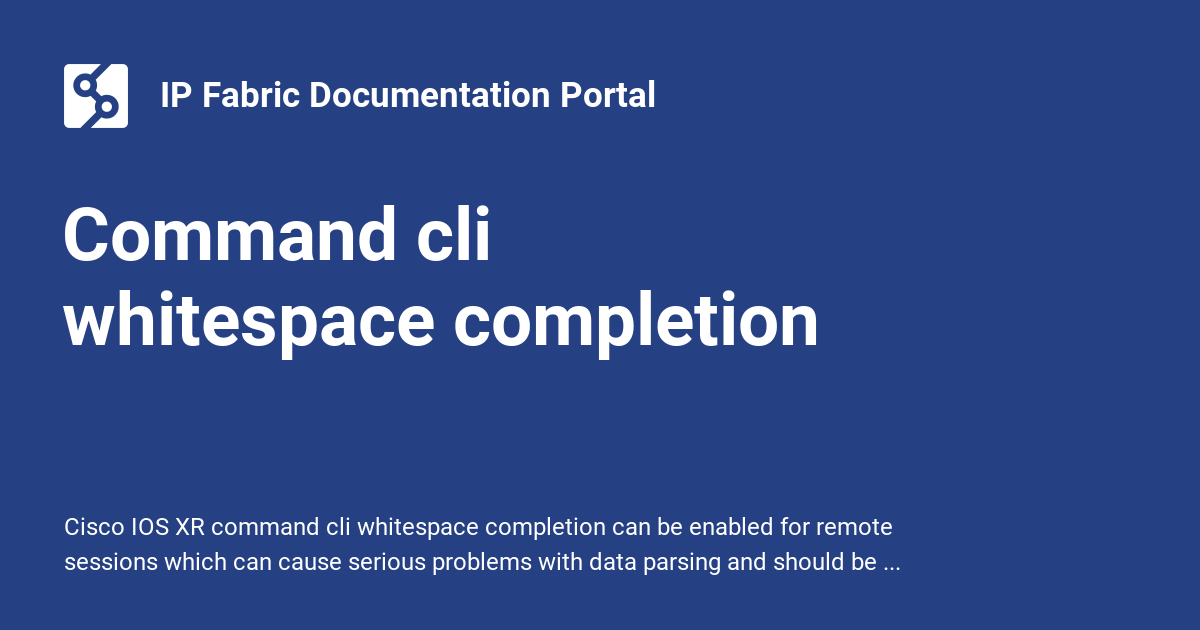 IP Fabric Documentation Portal
Command cli
whitespace completion
Cisco IOS XR command cli whitespace completion can be enabled for remote
sessions which can cause serious problems with data parsing and should be ...